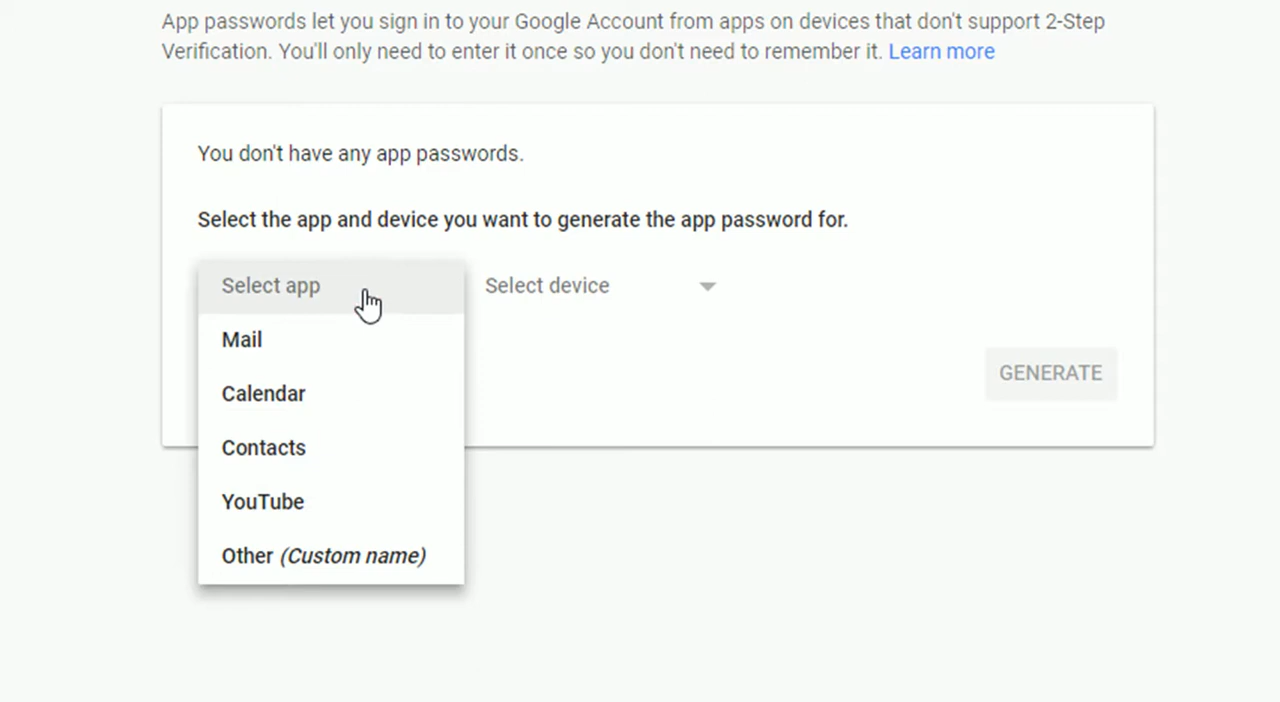 App passwords let you sign in to your Google Account from apps on devices that don't support 2-Step
Verification. You'll only need to enter it once so you don't need to remember it. Learn more
You don't have any app passwords.
Select the app and device you want to generate the app password for.
Select app
Select device
Mail
GENERATE
Calendar
Contacts
YouTube
Other (Custom name)